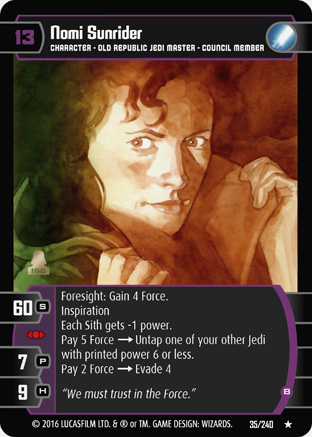 13 Nomi Sunrider
CHARACTER - OLD REPUBLIC JEDI MASTER - COUNCIL MEMBER
60 S
7 P
9 H
Foresight: Gain 4 Force.
Inspiration
Each Sith gets -1 power.
Pay 5 Force → Untap one of your other Jedi
with printed power 6 or less.
Pay 2 Force → Evade 4
“We must trust in the Force.”
B
© 2016 LUCASFILM LTD. & ® or TM. GAME DESIGN: WIZARDS. 35/240 ★